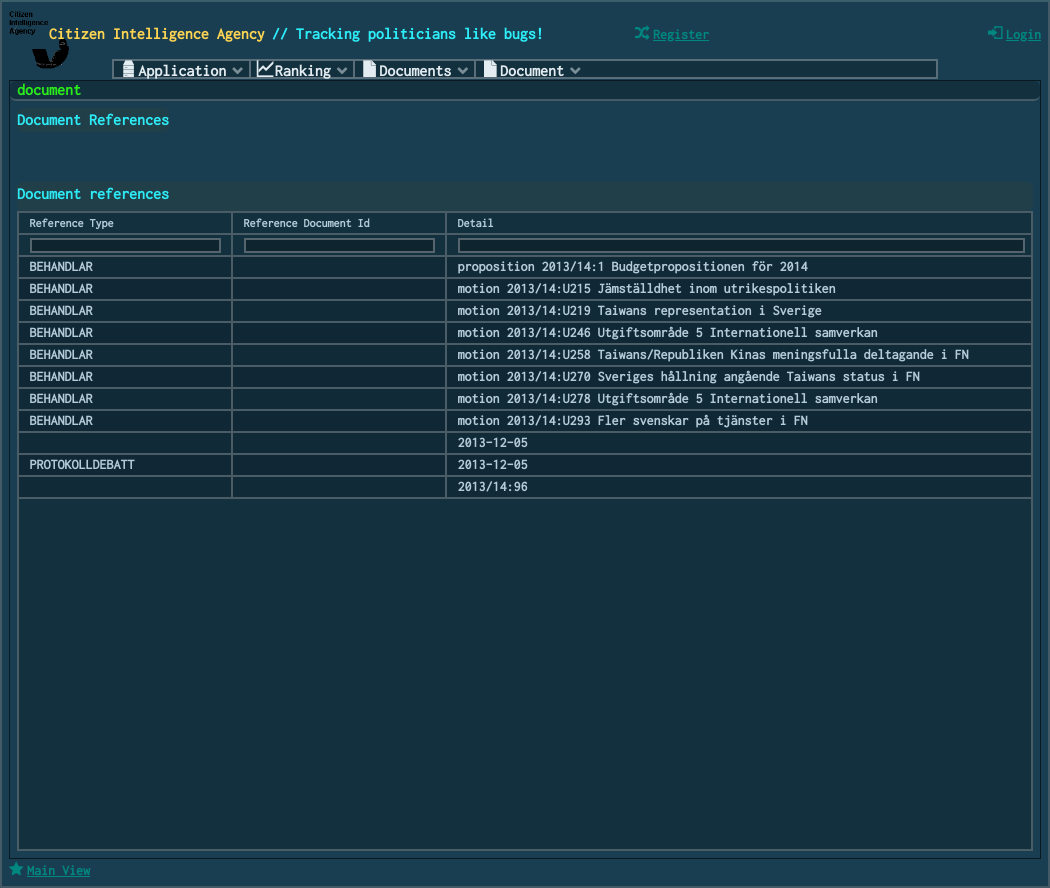 Citizen
Intelligence
Agency
Citizen Intelligence Agency // Tracking politicians like bugs!
Register
Login
Application
Ranking
Documents
Document
document
Document References
Document references
Reference Type Reference Document Id Detail
BEHANDLAR proposition 2013/14:1 Budgetpropositionen för 2014
BEHANDLAR motion 2013/14:U215 Jämställdhet inom utrikespolitiken
BEHANDLAR motion 2013/14:U219 Taiwans representation i Sverige
BEHANDLAR motion 2013/14:U246 Utgiftsområde 5 Internationell samverkan
BEHANDLAR motion 2013/14:U258 Taiwans/Republiken Kinas meningsfulla deltagande i FN
BEHANDLAR motion 2013/14:U270 Sveriges hållning angående Taiwans status i FN
BEHANDLAR motion 2013/14:U278 Utgiftsområde 5 Internationell samverkan
BEHANDLAR motion 2013/14:U293 Fler svenskar på tjänster i FN
2013-12-05
PROTOKOLLDEBATT 2013-12-05
2013/14:96
Main View